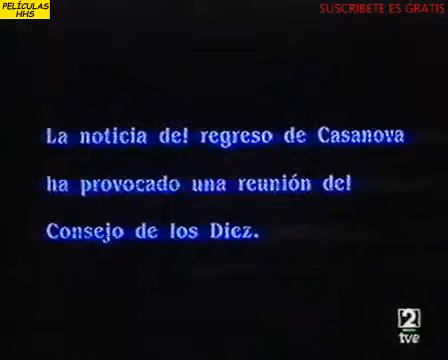 PELÍCULAS
HHS
SUSCRIBETE ES GRATIS
La noticia del regreso de Casanova
ha provocado una reunión del
Consejo de los Diez.
2
tve